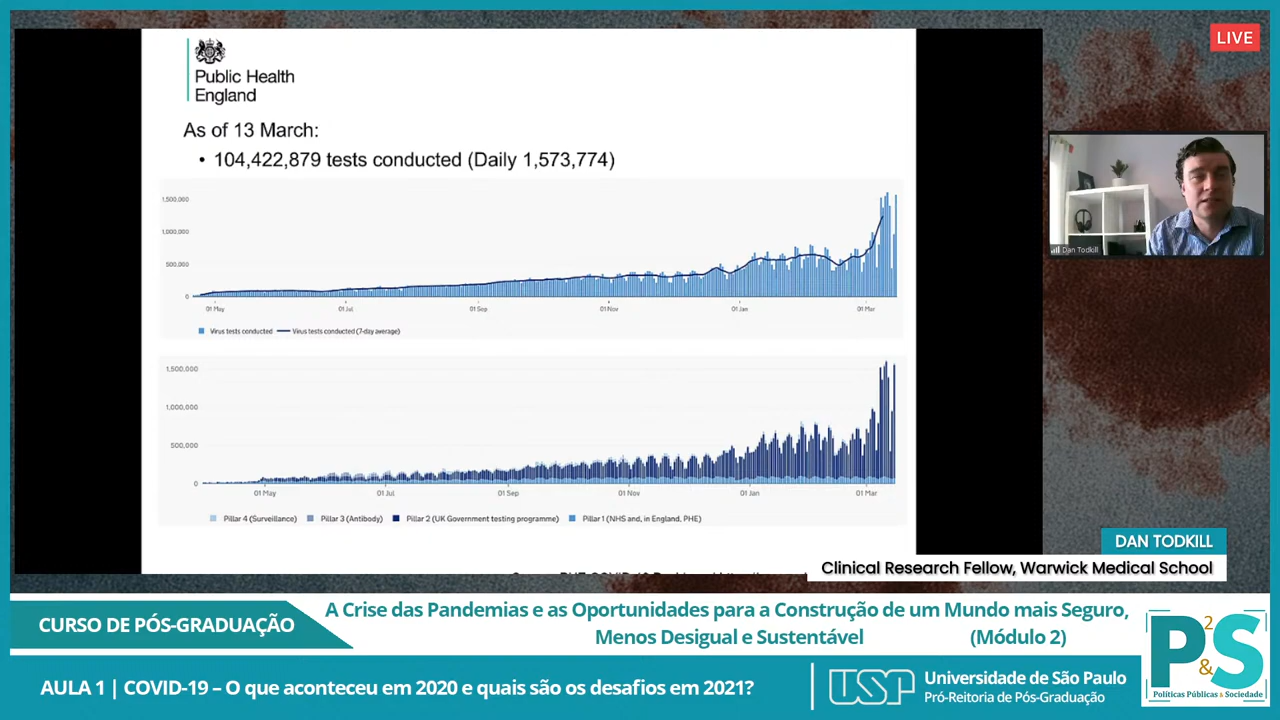 LIVE
Public Health
England
As of 13 March:
• 104,422,879 tests conducted (Daily 1,573,774)
1,500,000
1,000,000
500,000
0
01 May
01 Jul
01 Sep
01 Nov
01 Jan
01 Mar
Virus tests conducted
Virus tests conducted (7-day average)
1,500,000
1,000,000
500,000
0
01 May
01 Jul
01 Sep
01 Nov
01 Jan
01 Mar
Pillar 4 (Surveillance)
Pillar 3 (Antibody)
Pillar 2 (UK Government testing programme)
Pillar 1 (NHS and, in England, PHE)
Dan Todkill
DAN TODKILL
Clinical Research Fellow, Warwick Medical School
CURSO DE PÓS-GRADUAÇÃO
A Crise das Pandemias e as Oportunidades para a Construção de um Mundo mais Seguro,
Menos Desigual e Sustentável (Módulo 2)
AULA 1 | COVID-19 – O que aconteceu em 2020 e quais são os desafios em 2021?
USP
Universidade de São Paulo
Pró-Reitoria de Pós-Graduação
P2&S
Políticas Públicas & Sociedade